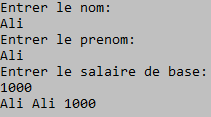 Entrer le nom:
Ali
Entrer le prenom:
Ali
Entrer le salaire de base:
1000
Ali Ali 1000